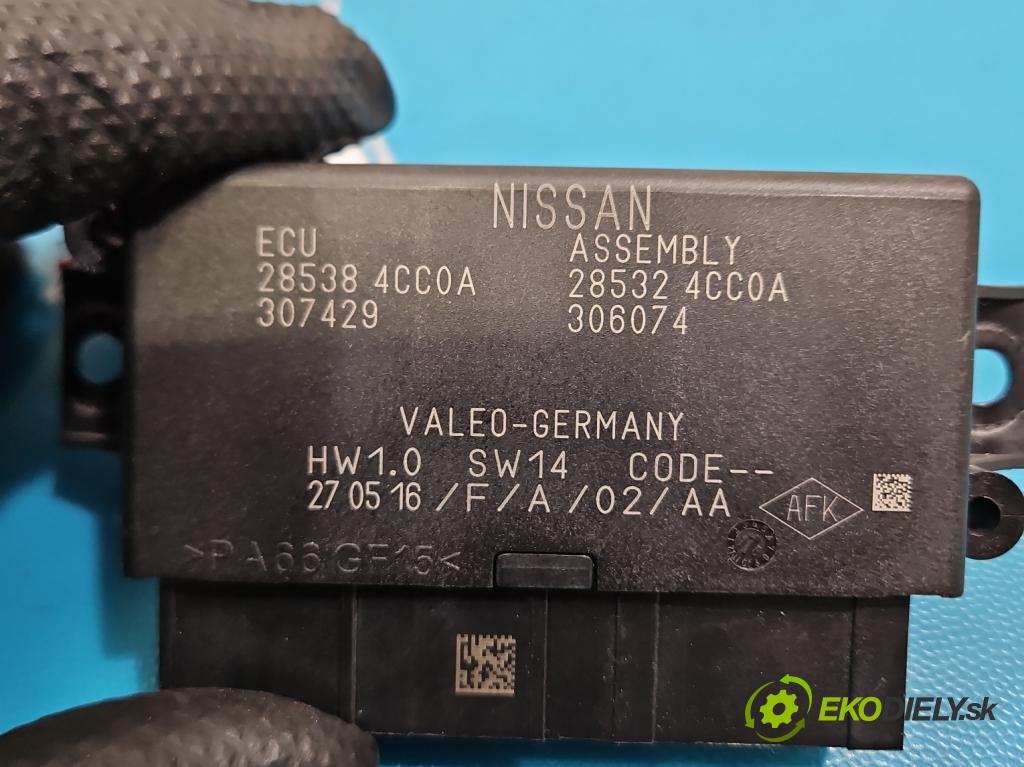 NISSAN
ECU
28538 4CC0A
307429
ASSEMBLY
28532 4CC0A
306074
VALEO-GERMANY
HW1.0 SW14 CODE--
27 05 16 /F/A/02/AA
AFK
>PA66 GF15<
EKODIELY.sk